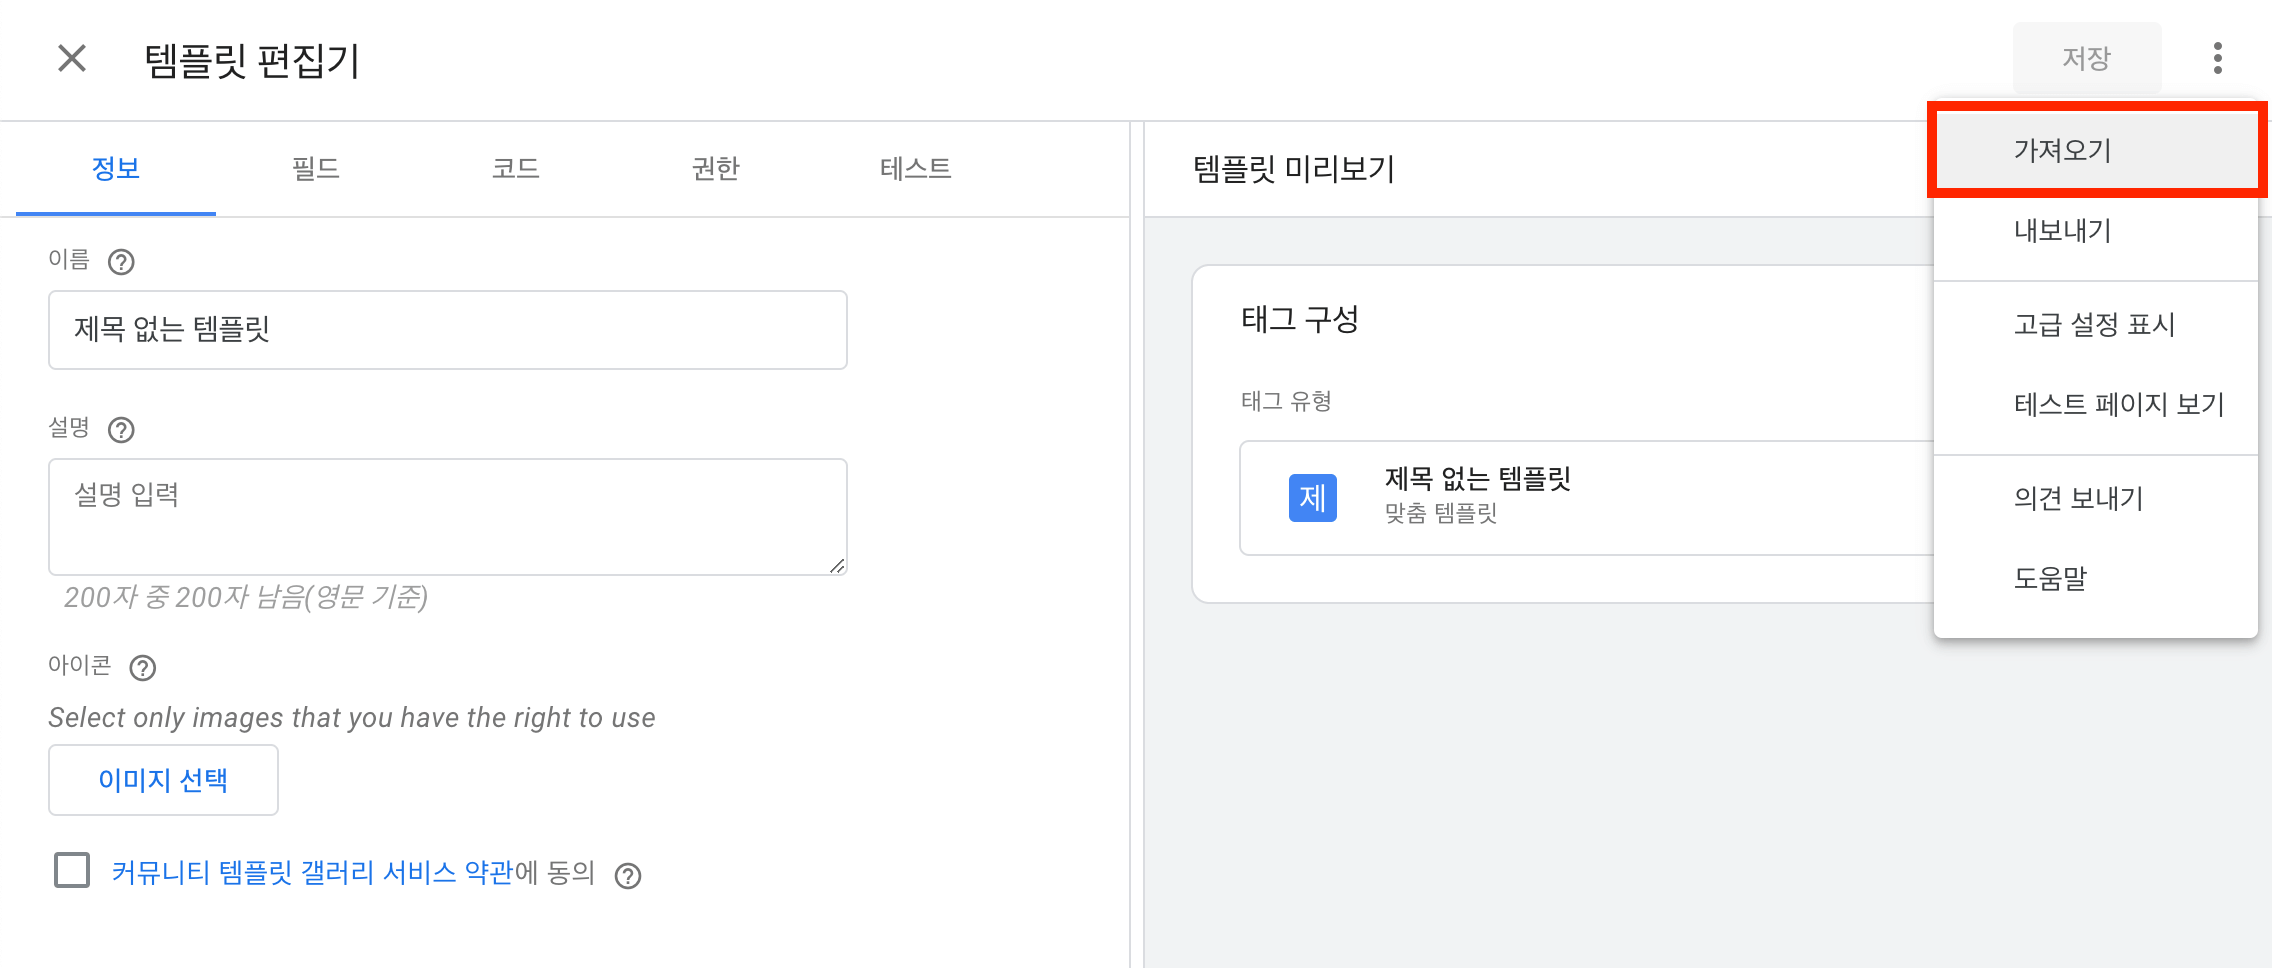 템플릿 편집기
저장
정보
필드
코드
권한
테스트
이름
제목 없는 템플릿
설명
설명 입력
200자 중 200자 남음(영문 기준)
아이콘
Select only images that you have the right to use
이미지 선택
커뮤니티 템플릿 갤러리 서비스 약관에 동의
템플릿 미리보기
태그 구성
태그 유형
제
제목 없는 템플릿
맞춤 템플릿
가져오기
내보내기
고급 설정 표시
테스트 페이지 보기
의견 보내기
도움말